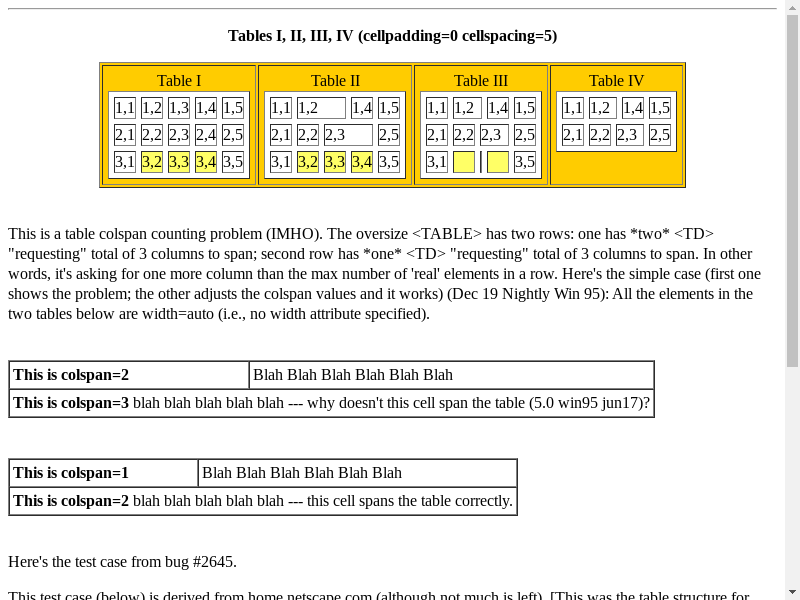 Tables I, II, III, IV (cellpadding=0 cellspacing=5)
Table I Table II Table III Table IV
1,1 1,2 1,3 1,4 1,5 1,1 1,2 1,4 1,5 1,1 1,2 1,4 1,5 1,1 1,2 1,4 1,5
2,1 2,2 2,3 2,4 2,5 2,1 2,2 2,3 2,5 2,1 2,2 2,3 2,5 2,1 2,2 2,3 2,5
3,1 3,2 3,3 3,4 3,5 3,1 3,2 3,3 3,4 3,5 3,1 3,5
This is a table colspan counting problem (IMHO). The oversize <TABLE> has two rows: one has *two* <TD>
"requesting" total of 3 columns to span; second row has *one* <TD> "requesting" total of 3 columns to span. In other
words, it's asking for one more column than the max number of 'real' elements in a row. Here's the simple case (first one
shows the problem; the other adjusts the colspan values and it works) (Dec 19 Nightly Win 95): All the elements in the
two tables below are width=auto (i.e., no width attribute specified).
This is colspan=2 Blah Blah Blah Blah Blah Blah
This is colspan=3 blah blah blah blah blah --- why doesn't this cell span the table (5.0 win95 jun17)?
This is colspan=1 Blah Blah Blah Blah Blah Blah
This is colspan=2 blah blah blah blah blah --- this cell spans the table correctly.
Here's the test case from bug #2645.
This test case (below) is derived from home.netscape.com (although not much is left). [This was the table structure for